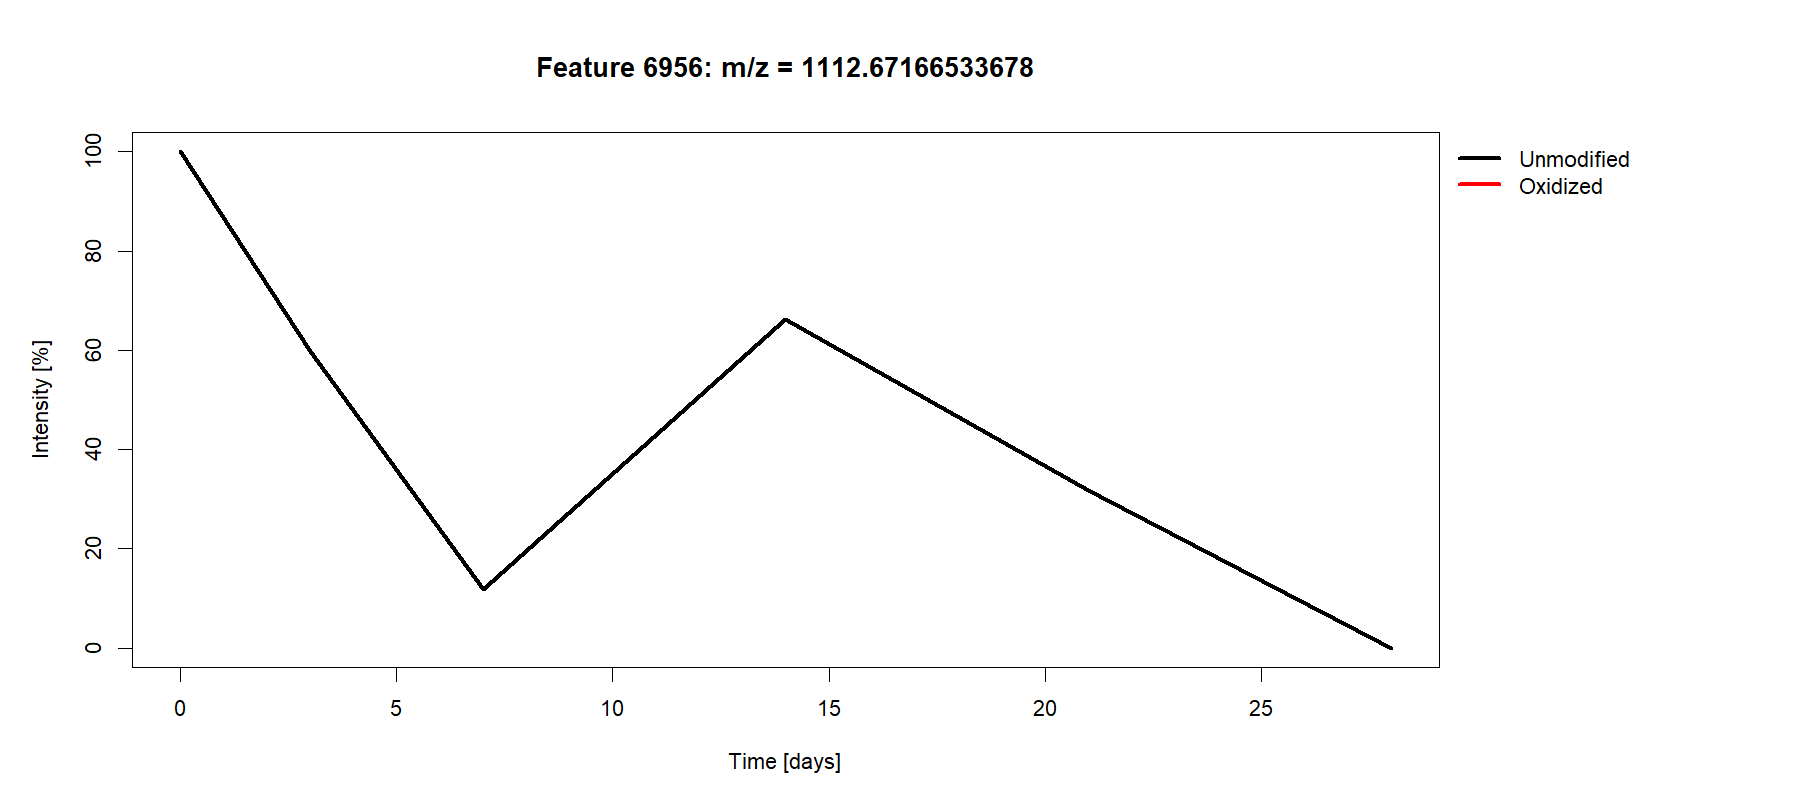 Feature 6956: m/z = 1112.67166533678
Unmodified
Oxidized
Intensity [%]
100
80
60
40
20
0
0 5 10 15 20 25
Time [days]